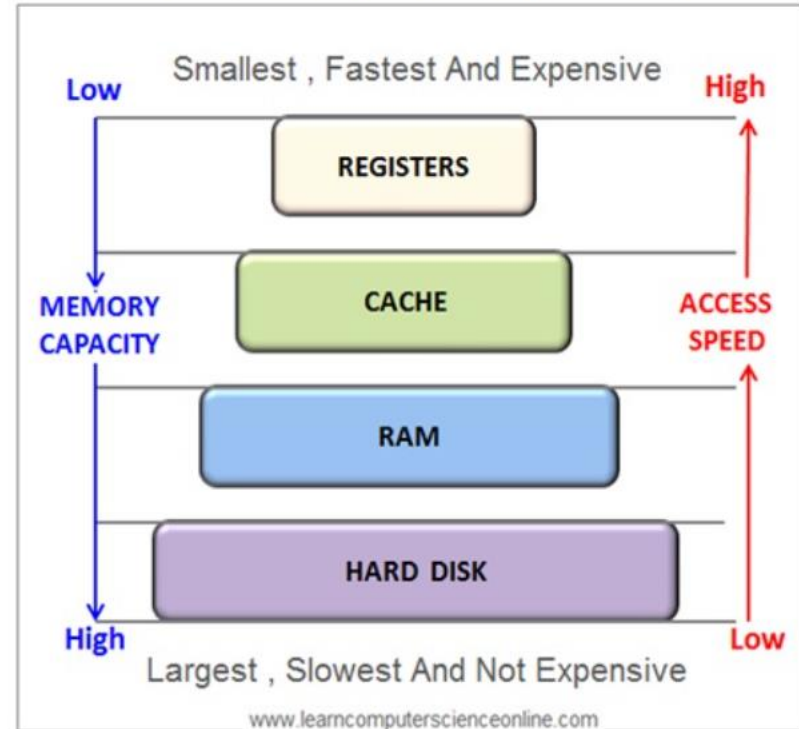 Smallest , Fastest And Expensive
Low
High
REGISTERS
CACHE
MEMORY
CAPACITY
ACCESS
SPEED
RAM
HARD DISK
High
Low
Largest , Slowest And Not Expensive
www.learncomputerscienceonline.com